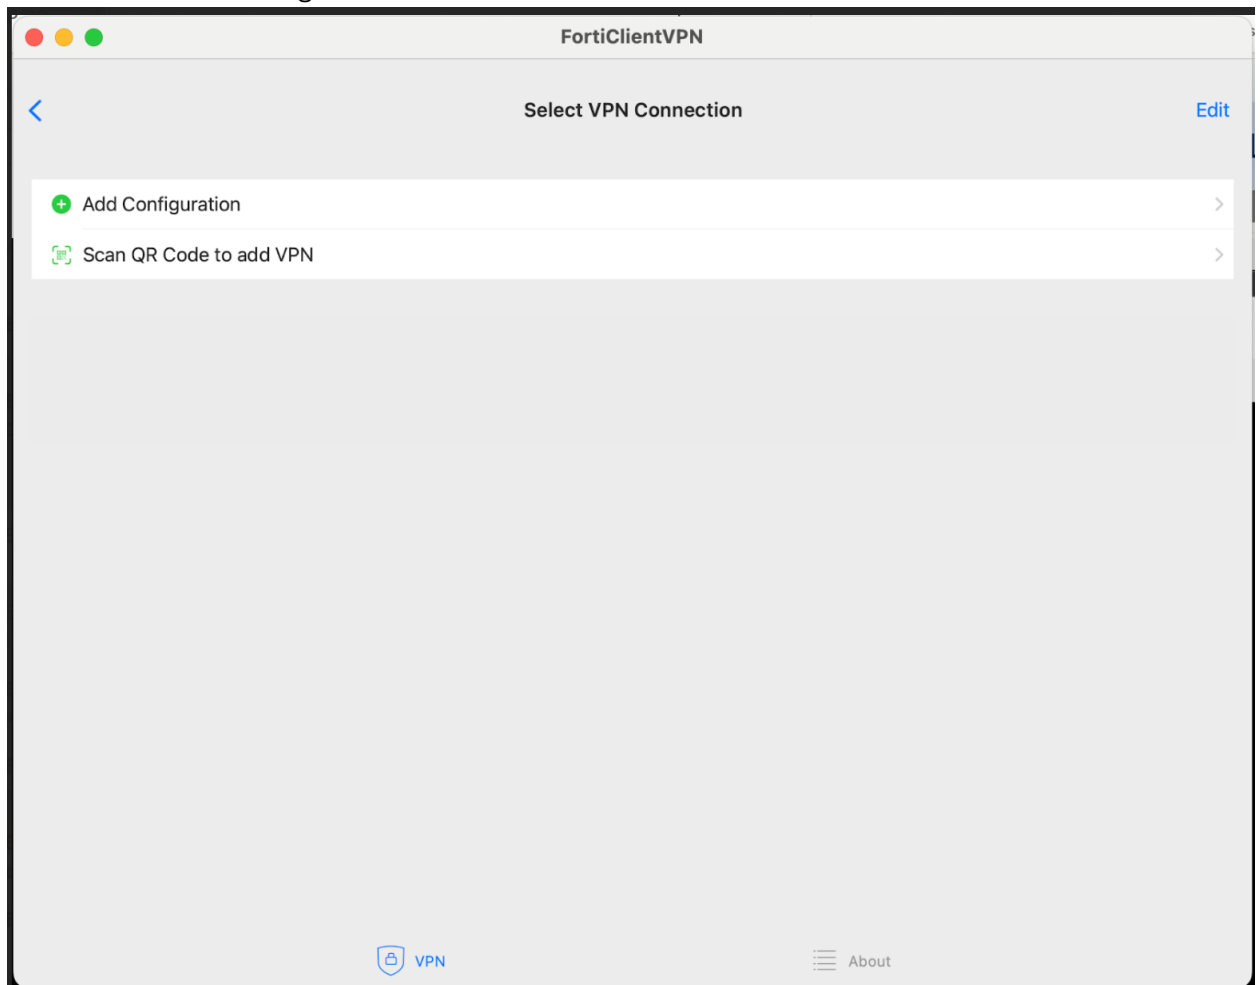 FortiClientVPN
Select VPN Connection
Edit
Add Configuration
Scan QR Code to add VPN
VPN
About